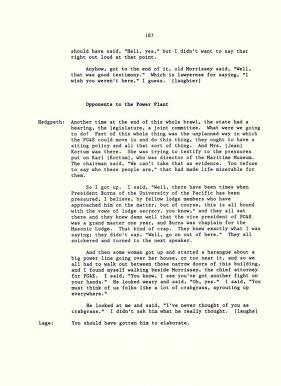 187
should have said, "Hell, yes," but I didn't want to say that
right out loud at that point.
Anyhow, got to the end of it, old Morrissey said, "Well,
that was good testimony." Which is lawyerese for saying, "I
wish you weren't here," I guess. [laughter]
Opponents to the Power Plant
Hedgpeth: Another time at the end of this whole brawl, the state had a
hearing, the legislature, a joint committee. What were we going
to do? Part of this whole thing was the unplanned way in which
the PG&E could move in and do this thing, they ought to have a
siting policy and all that sort of thing. And Mrs. [Jean]
Kortum was there. She was trying to testify to the pressures
put on Karl [Kortum], who was director of the Maritime Museum.
The chairman said, "We can't take that as evidence. You refuse
to say who these people are," that had made life miserable for
them.
So I got up. I said, "Well, there have been times when
President Burns of the University of the Pacific has been
pressured, I believe, by fellow lodge members who have
approached him on the matter, but of course, this is all bound
with the vows of lodge secrecy, you know," and they all sat
there and they knew damn well that the vice president of PG&E
was a grand master one year, and Burns was chaplain for the
Masonic Lodge. That kind of crap. They knew exactly what I was
saying; they didn't say, "Well, go on out of here." They all
snickered and turned to the next speaker.
And then some woman got up and started a harangue about a
big power line going over her house, or too near it, and so we
all had to walk out between those narrow doors of this building,
and I found myself walking beside Morrissey, the chief attorney
for PG&E. I said, "You know, I see you've got another fight on
your hands." He looked weary and said, "Oh, yes." I said, "You
must think of us folks like a lot of crabgrass, sprouting up
everywhere."
He looked at me and said, "I've never thought of you as
crabgrass." I didn't ask him what he really thought. [laughs]
Lage: You should have gotten him to elaborate.